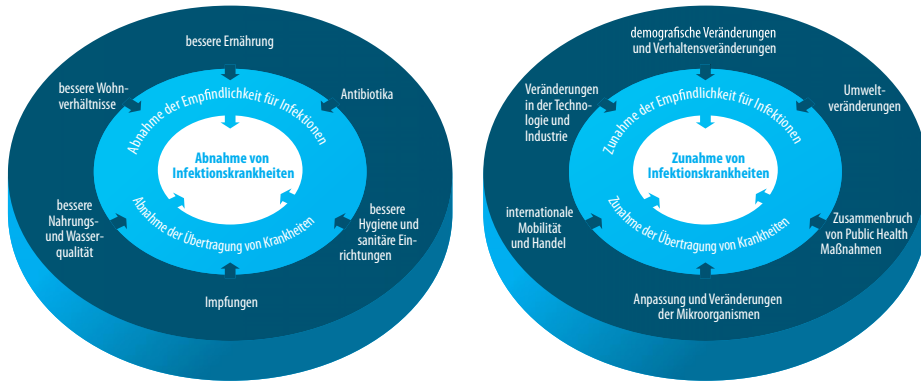 bessere Ernährung
bessere Wohn-
verhältnisse
Antibiotika
Abnahme der Empfindlichkeit für Infektionen
Abnahme von
Infektionskrankheiten
Abnahme der Übertragung von Krankheiten
bessere
Nahrungs-
und Wasser-
qualität
bessere
Hygiene und
sanitäre Ein-
richtungen
Impfungen
demografische Veränderungen
und Verhaltensveränderungen
Veränderungen
in der Techno-
logie und
Industrie
Umwelt-
veränderungen
Zunahme der Empfindlichkeit für Infektionen
Zunahme von
Infektionskrankheiten
Zunahme der Übertragung von Krankheiten
internationale
Mobilität
und Handel
Zusammenbruch
von Public Health
Maßnahmen
Anpassung und Veränderungen
der Mikroorganismen